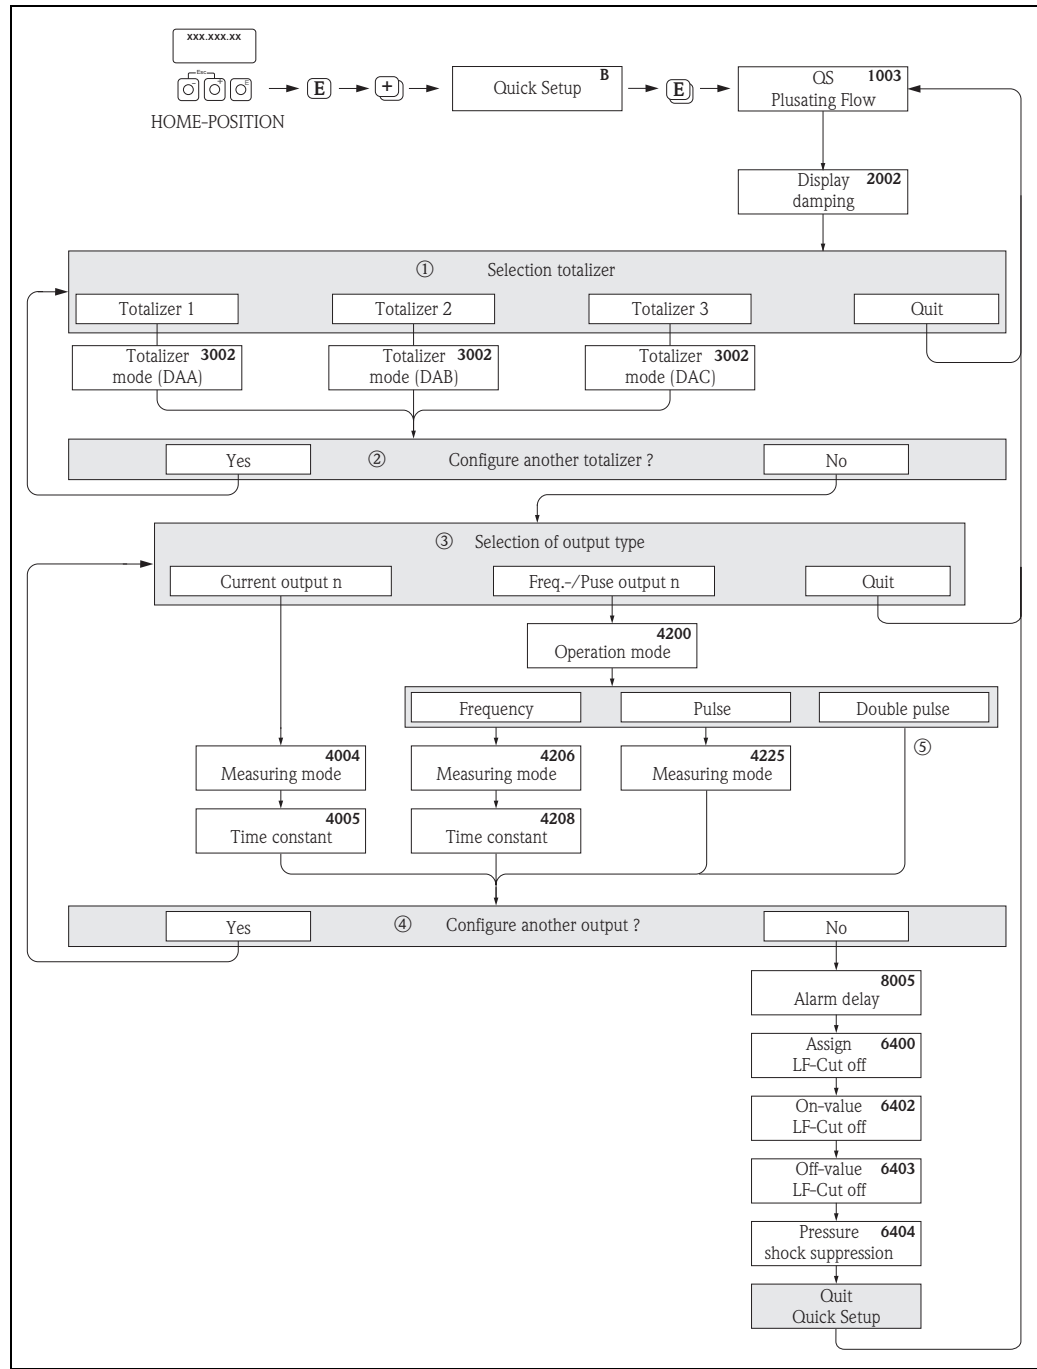 xxx.xxx.xx
Esc
- + E
HOME-POSITION
E
+
Quick Setup B
E
QS 1003
Plusating Flow
Display 2002
damping
① Selection totalizer
Totalizer 1
Totalizer 2
Totalizer 3
Quit
Totalizer 3002
mode (DAA)
Totalizer 3002
mode (DAB)
Totalizer 3002
mode (DAC)
Yes
② Configure another totalizer ?
No
③ Selection of output type
Current output n
Freq.-/Puse output n
Quit
4200
Operation mode
Frequency
Pulse
Double pulse
⑤
4004
Measuring mode
4206
Measuring mode
4225
Measuring mode
4005
Time constant
4208
Time constant
Yes
④ Configure another output ?
No
8005
Alarm delay
Assign 6400
LF-Cut off
On-value 6402
LF-Cut off
Off-value 6403
LF-Cut off
Pressure 6404
shock suppression
Quit
Quick Setup